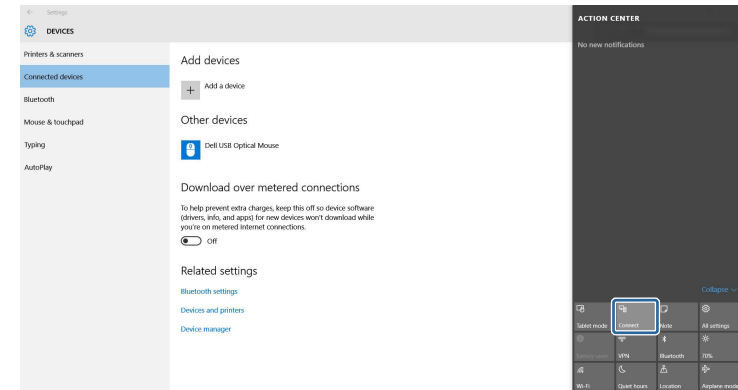 Settings
DEVICES
Printers & scanners
Connected devices
Bluetooth
Mouse & touchpad
Typing
AutoPlay
Add devices
Add a device
Other devices
Dell USB Optical Mouse
Download over metered connections
To help prevent extra charges, keep this off so device software
(drivers, info, and apps) for new devices won't download while
you're on metered Internet connections.
Off
Related settings
Bluetooth settings
Devices and printers
Device manager
ACTION CENTER
No new notifications
Collapse
Tablet mode Connect Note All settings
Battery saver VPN Bluetooth 70%
Wi-Fi Quiet hours Location Airplane mode